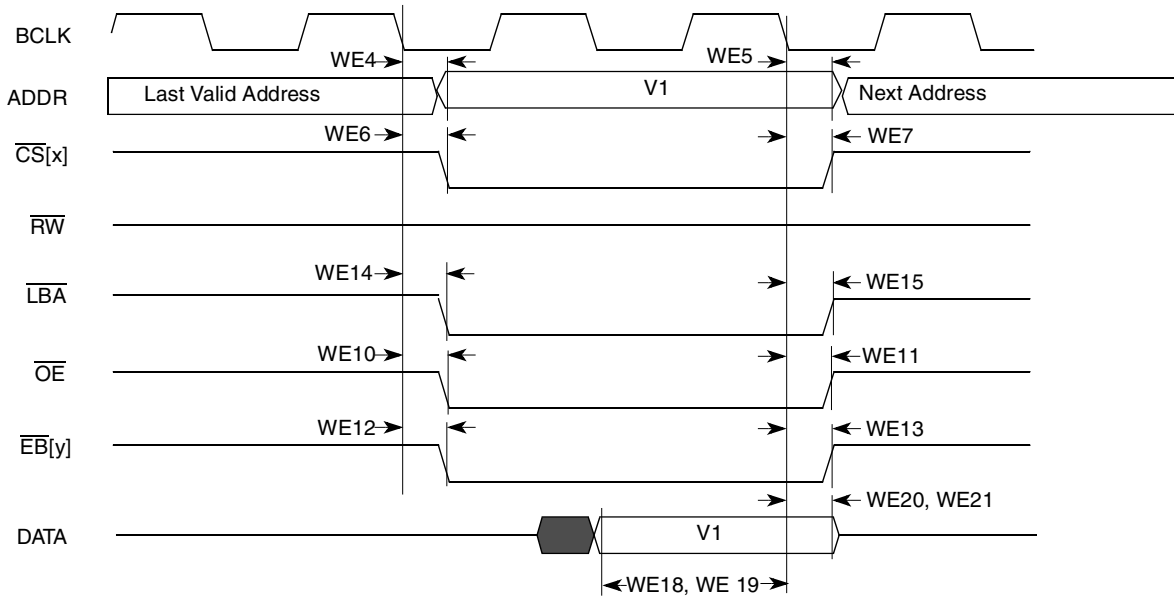 BCLK
WE4 WE5
ADDR Last Valid Address V1 Next Address
WE6 WE7
CS[x]
RW
WE14 WE15
LBA
WE10 WE11
OE
WE12 WE13
EB[y]
WE20, WE21
DATA V1
WE18, WE 19